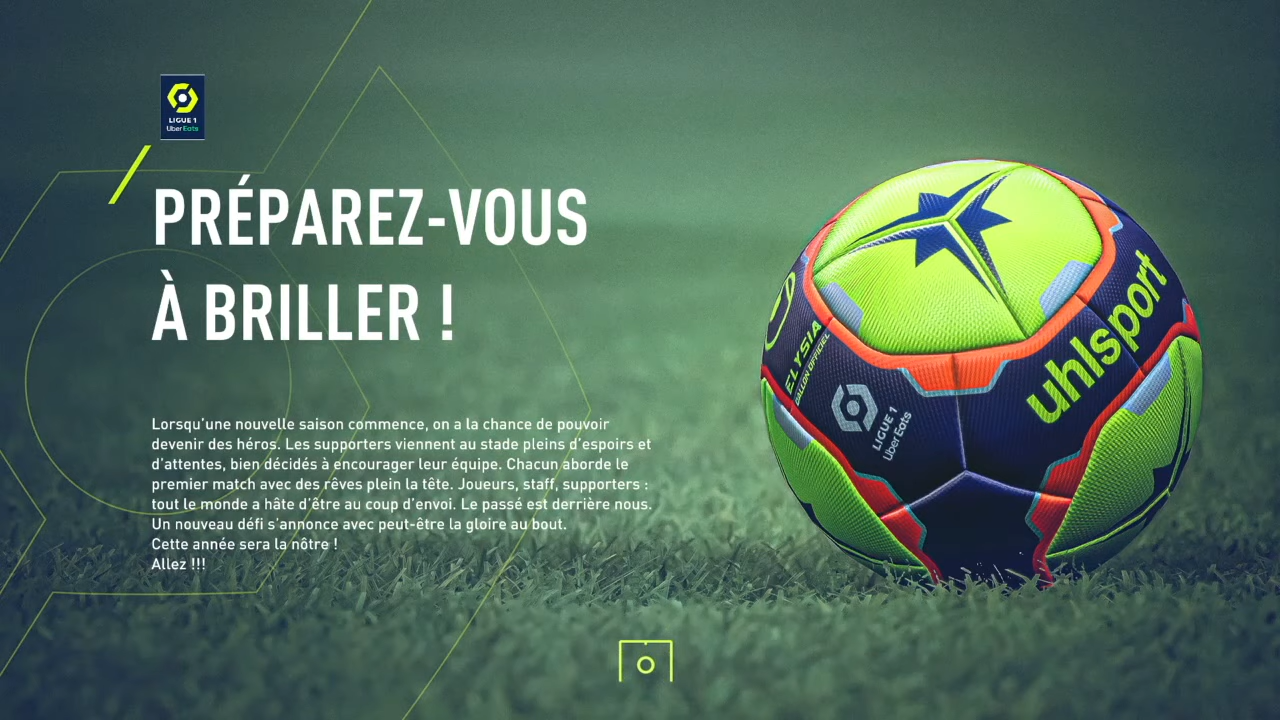 LIGUE 1
Uber Eats
PRÉPAREZ-VOUS
À BRILLER !
Lorsqu'une nouvelle saison commence, on a la chance de pouvoir
devenir des héros. Les supporters viennent au stade pleins d'espoirs et
d'attentes, bien décidés à encourager leur équipe. Chacun aborde le
premier match avec des rêves plein la tête. Joueurs, staff, supporters :
tout le monde a hâte d'être au coup d'envoi. Le passé est derrière nous.
Un nouveau défi s'annonce avec peut-être la gloire au bout.
Cette année sera la nôtre !
Allez !!!
ELYSIA
BALLON OFFICIEL
LIGUE 1
Uber Eats
uhlsport